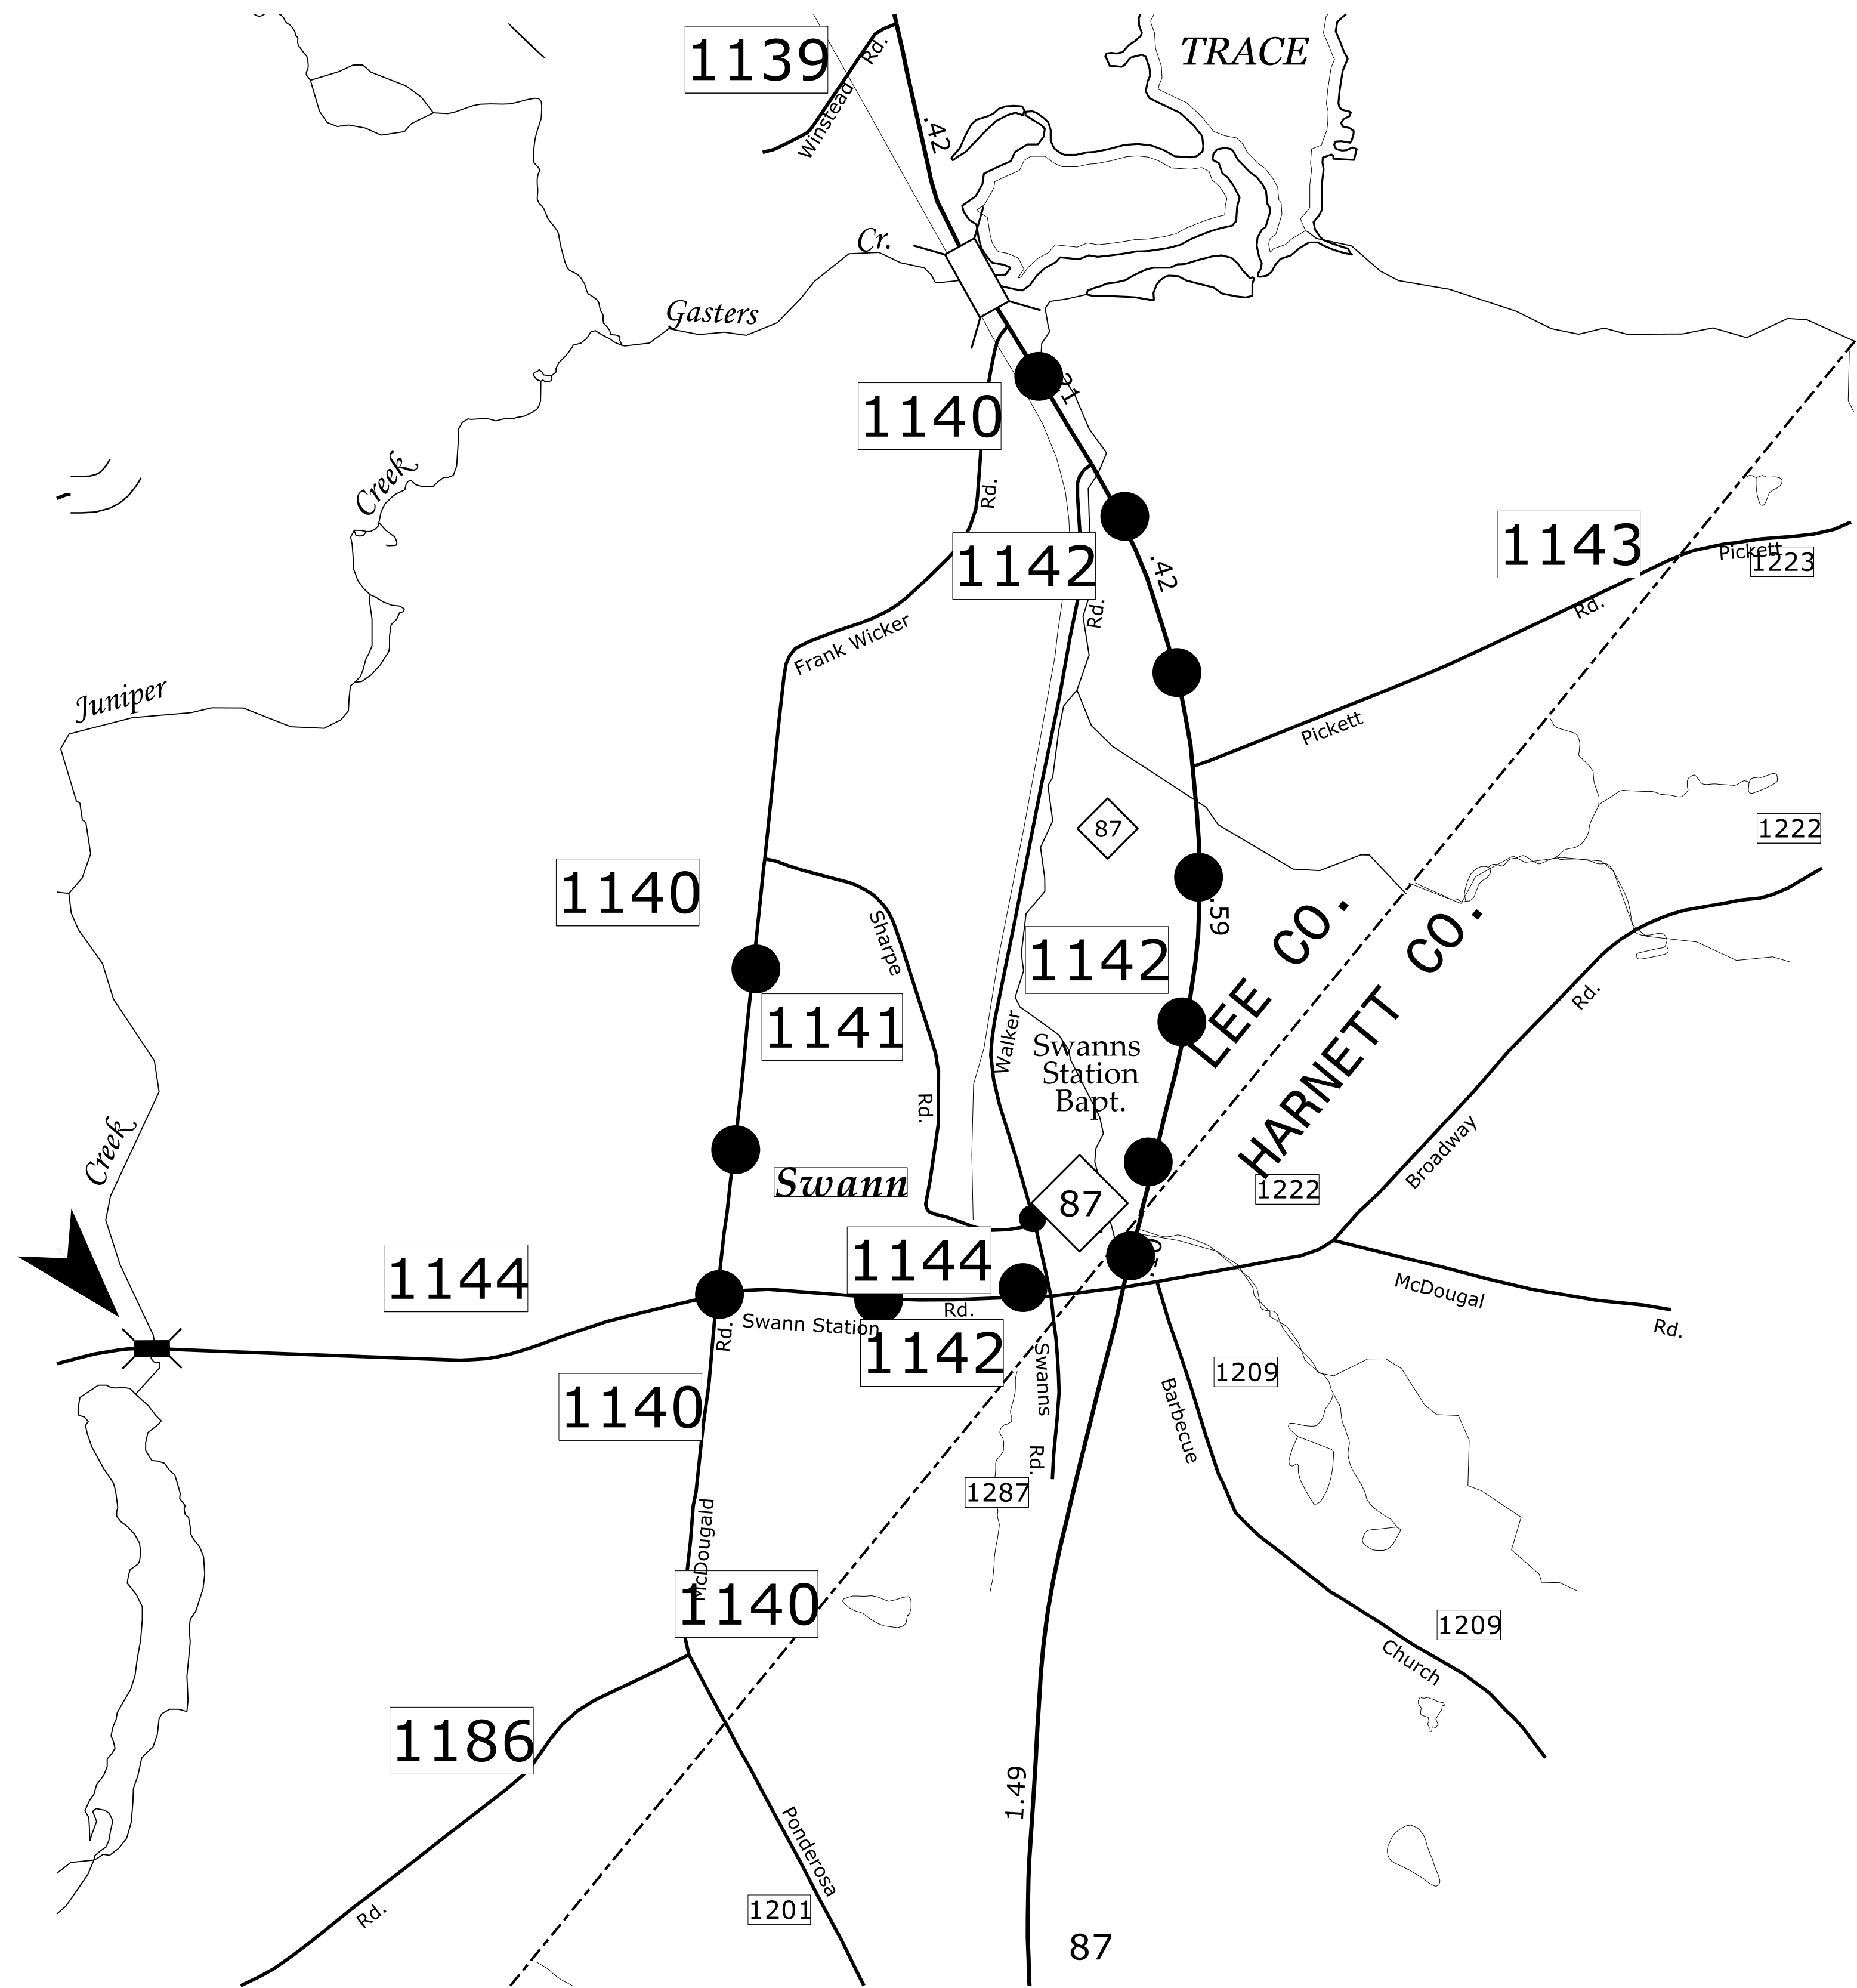 TRACE
1139
Rd.
Winstead
.42
Cr.
Gasters
1140
Creek
Rd.
1143
Pickett
1223
1142
.42
Rd.
Rd.
Frank Wicker
Juniper
Pickett
87
1222
1140
.59
LEE CO.
HARNETT CO.
Sharpe
1142
Rd.
1141
Walker
Swanns
Station
Bapt.
Rd.
Creek
Broadway
Swann
87
1222
1144
1144
McDougal
Rd.
Rd.
Swann Station
Rd.
1142
Swanns
1209
Barbecue
1140
Rd.
1287
McDougald
1140
1209
Church
1186
1.49
Ponderosa
Rd.
1201
87